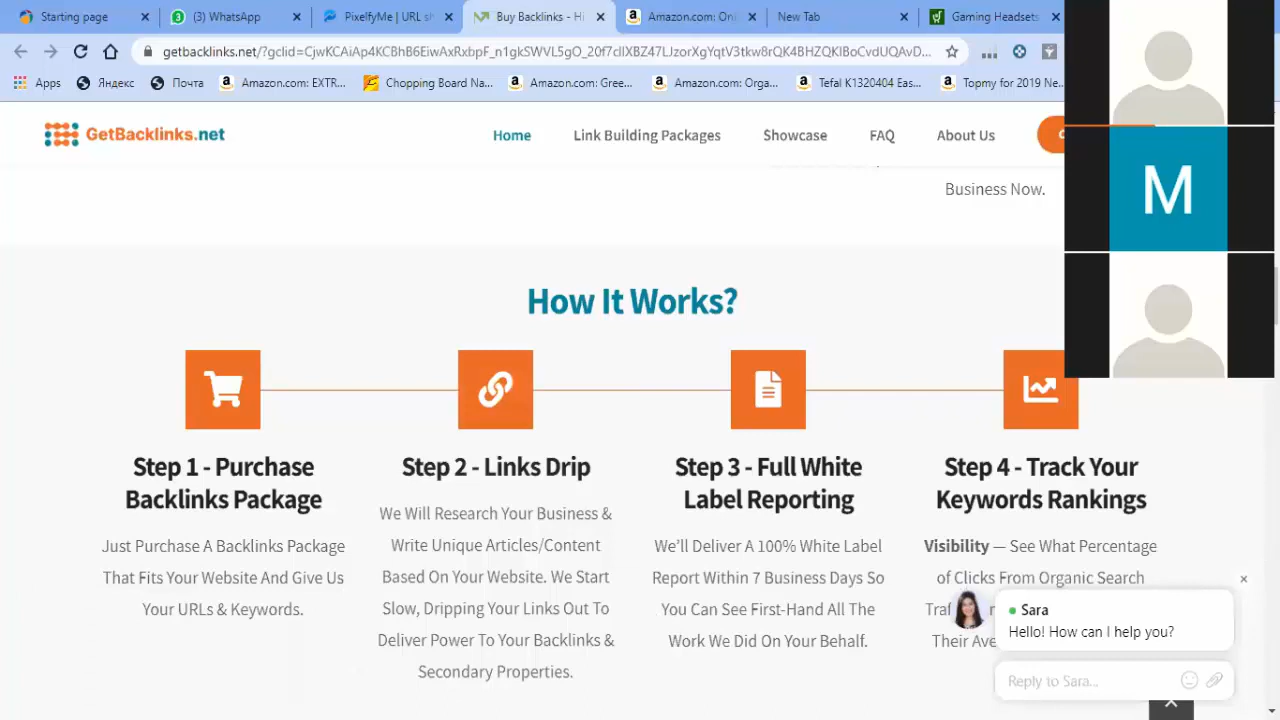 Starting page
(3) WhatsApp
PixelfyMe | URL sh
Buy Backlinks - Hi
Amazon.com: Onl
New Tab
Gaming Headsets
getbacklinks.net/?gclid=
Apps
Яндекс
Почта
Amazon.com: EXTR...
Chopping Board Na...
Amazon.com: Gree...
Amazon.com: Orga...
Tefal K1320404 Eas...
Topmy for 2019 Ne
GetBacklinks.net
Home
Link Building Packages
Showcase
FAQ
About Us
Business Now.
M
How It Works?
Step 1 - Purchase
Backlinks Package
Just Purchase A Backlinks Package
That Fits Your Website And Give Us
Your URLs & Keywords.
Step 2 - Links Drip
We Will Research Your Business &
Write Unique Articles/Content
Based On Your Website. We Start
Slow, Dripping Your Links Out To
Deliver Power To Your Backlinks &
Secondary Properties.
Step 3 - Full White
Label Reporting
We'll Deliver A 100% White Label
Report Within 7 Business Days So
You Can See First-Hand All The
Work We Did On Your Behalf.
Step 4 - Track Your
Keywords Rankings
Visibility — See What Percentage
of Clicks From Organic Search
Their Ave
Sara
Hello! How can I help you?
Reply to Sara...